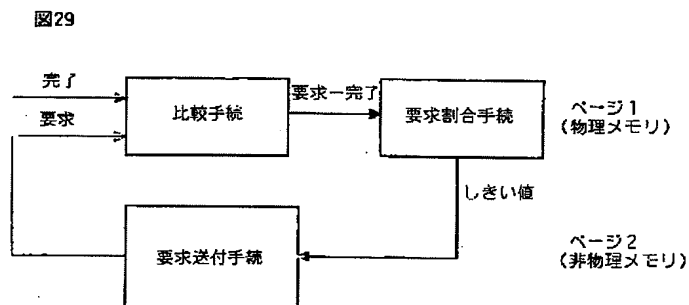 図29
完了
要求
比較手続
要求ー完了
要求割合手続
ページ1
(物理メモリ)
しきい値
要求送付手続
ページ2
(非物理メモリ)